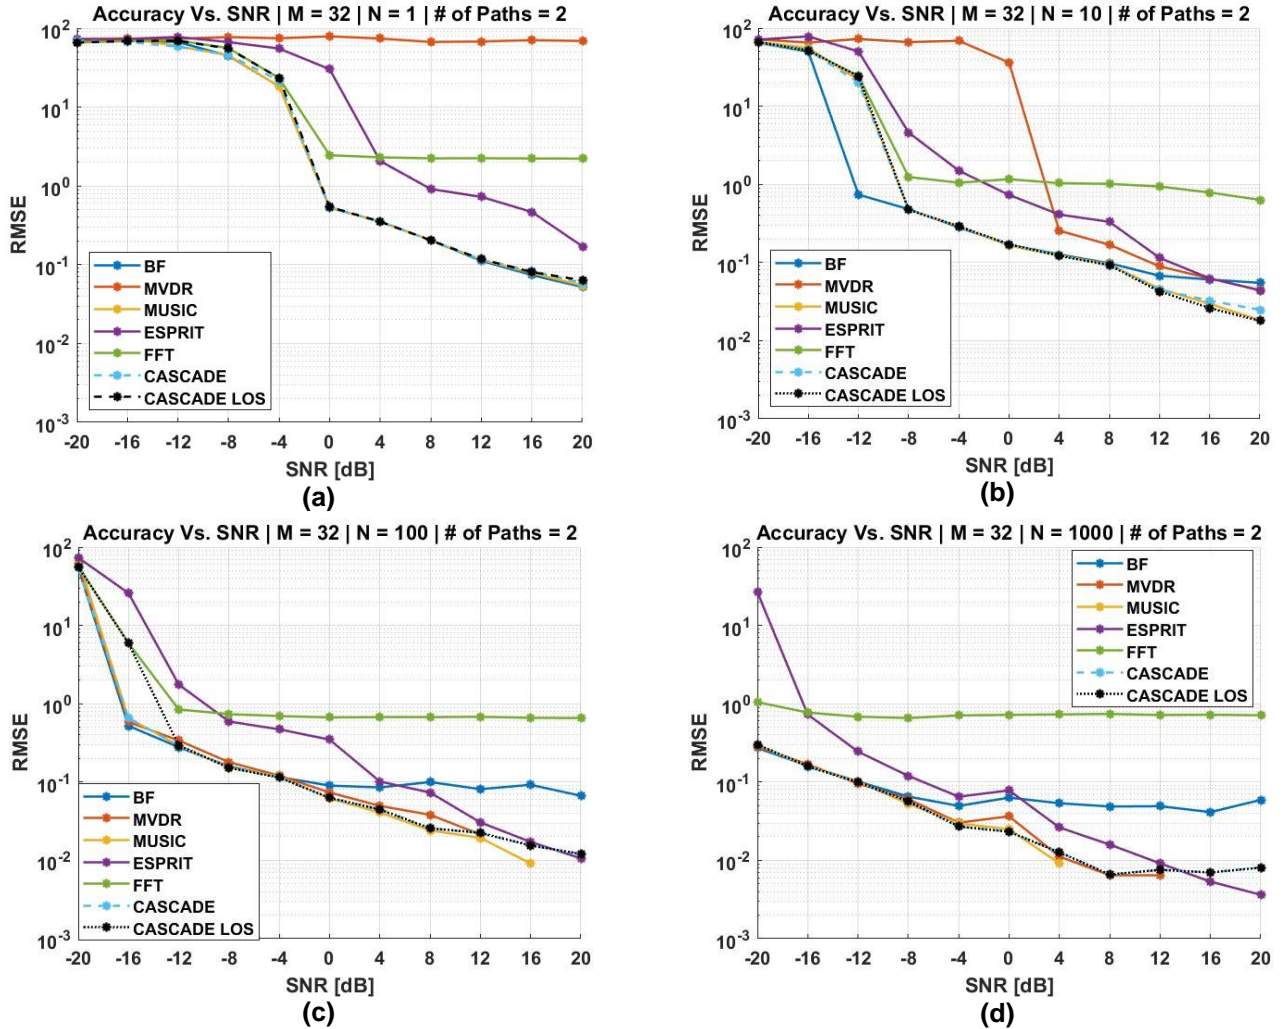 Accuracy Vs. SNR | M = 32 | N = 1 | # of Paths = 2
10^2
10^1
10^0
10^-1
10^-2
10^-3
RMSE
BF
MVDR
MUSIC
ESPRIT
FFT
CASCADE
CASCADE LOS
-20 -16 -12 -8 -4 0 4 8 12 16 20
SNR [dB]
(a)
Accuracy Vs. SNR | M = 32 | N = 10 | # of Paths = 2
10^2
10^1
10^0
10^-1
10^-2
10^-3
RMSE
BF
MVDR
MUSIC
ESPRIT
FFT
CASCADE
CASCADE LOS
-20 -16 -12 -8 -4 0 4 8 12 16 20
SNR [dB]
(b)
Accuracy Vs. SNR | M = 32 | N = 100 | # of Paths = 2
10^2
10^1
10^0
10^-1
10^-2
10^-3
RMSE
BF
MVDR
MUSIC
ESPRIT
FFT
CASCADE
CASCADE LOS
-20 -16 -12 -8 -4 0 4 8 12 16 20
SNR [dB]
(c)
Accuracy Vs. SNR | M = 32 | N = 1000 | # of Paths = 2
10^2
10^1
10^0
10^-1
10^-2
10^-3
RMSE
BF
MVDR
MUSIC
ESPRIT
FFT
CASCADE
CASCADE LOS
-20 -16 -12 -8 -4 0 4 8 12 16 20
SNR [dB]
(d)